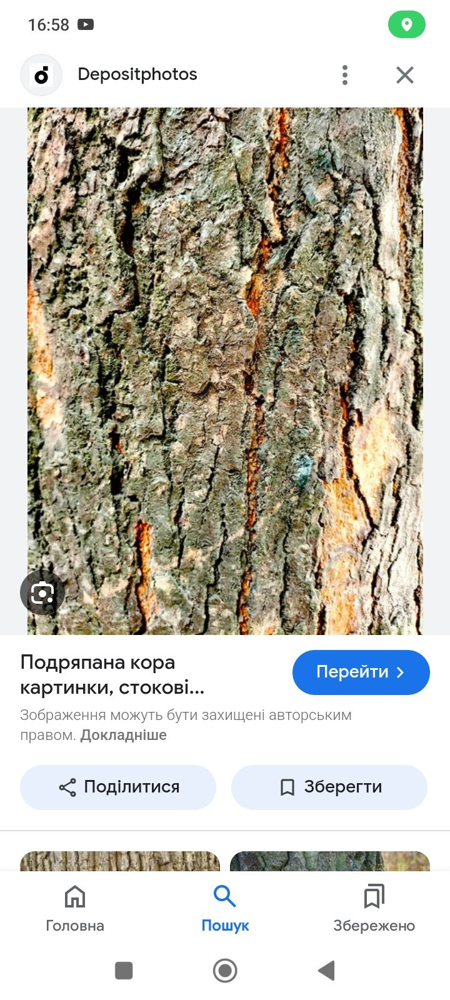 16:58
Depositphotos
Подряпана кора
картинки, стокові...
Перейти
Зображення можуть бути захищені авторським
правом. Докладніше
Поділитися
Зберегти
Головна
Пошук
Збережено